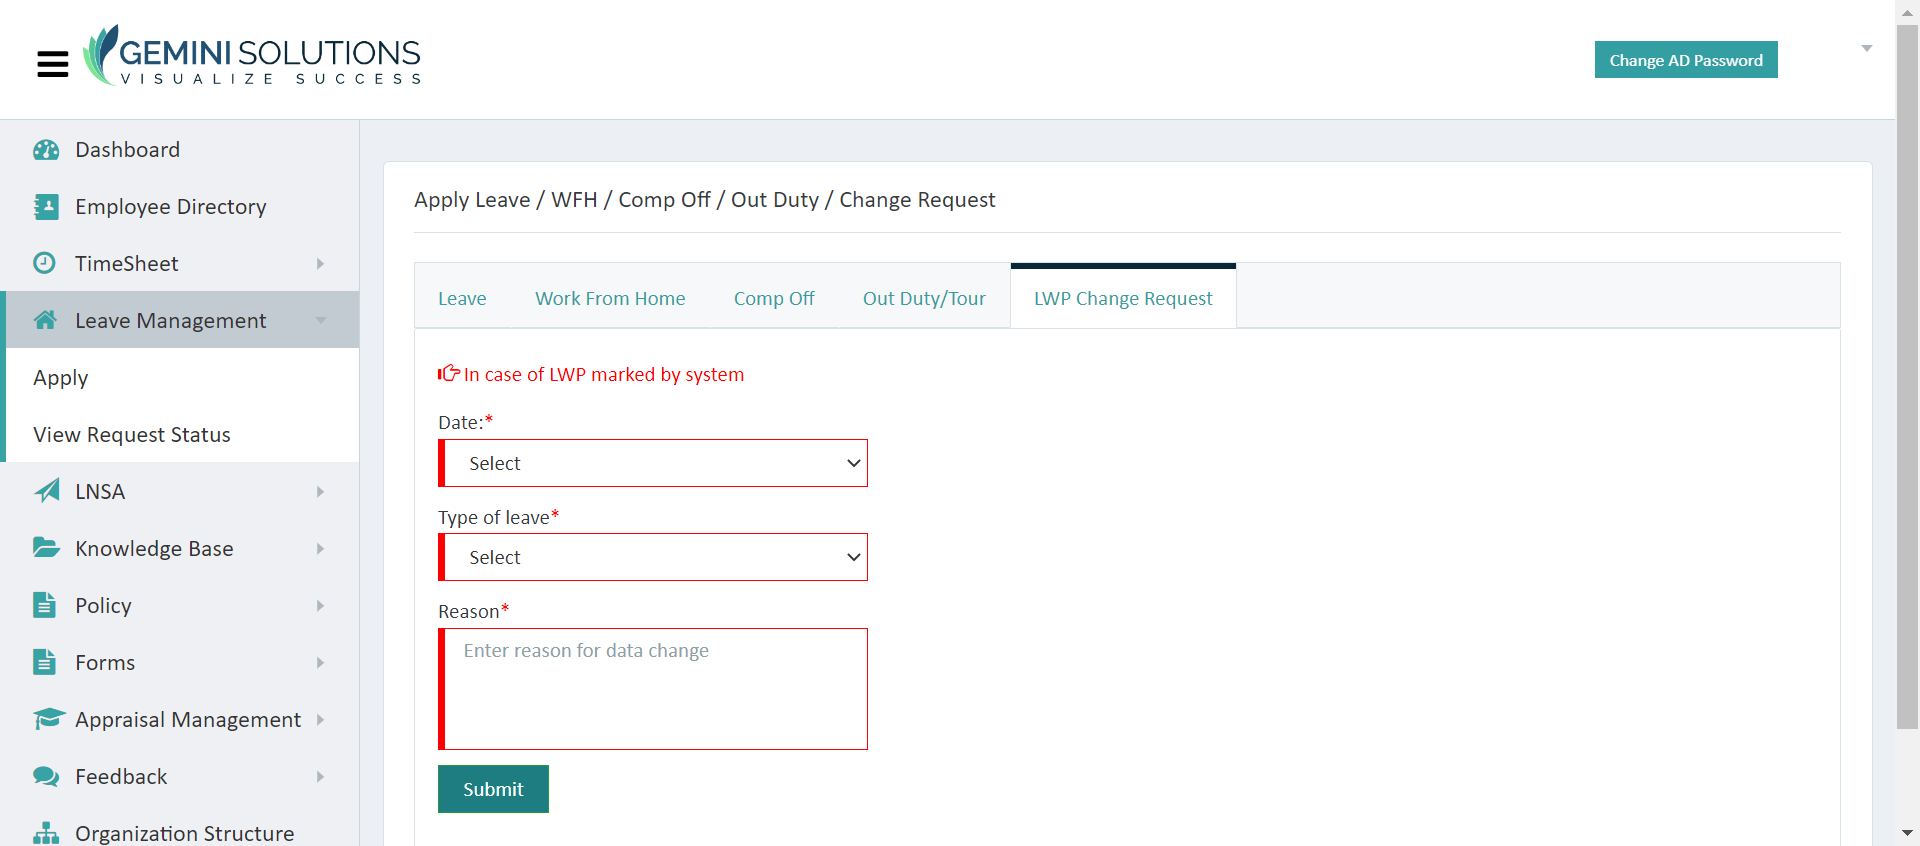 GEMINI SOLUTIONS
VISUALIZE SUCCESS
Change AD Password
Dashboard
Employee Directory
TimeSheet
Leave Management
Apply
View Request Status
LNSA
Knowledge Base
Policy
Forms
Appraisal Management
Feedback
Organization Structure
Apply Leave / WFH / Comp Off / Out Duty / Change Request
Leave Work From Home Comp Off Out Duty/Tour LWP Change Request
In case of LWP marked by system
Date:*
Select
Type of leave*
Select
Reason*
Enter reason for data change
Submit